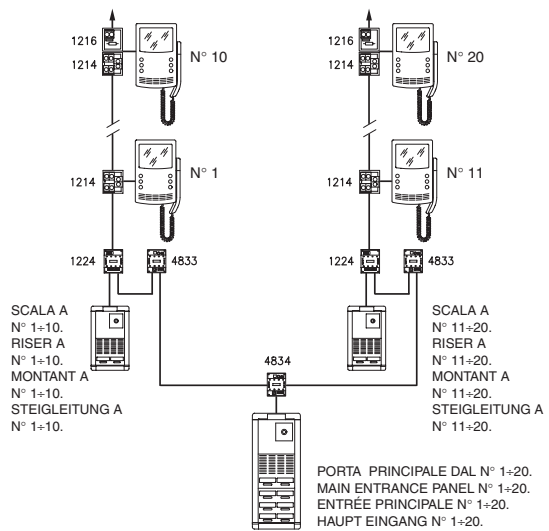 1216
1214
N° 10
1216
1214
N° 20
1214
N° 1
1214
N° 11
1224
4833
1224
4833
SCALA A
N° 1÷10.
RISER A
N° 1÷10.
MONTANT A
N° 1÷10.
STEIGLEITUNG A
N° 1÷10.
SCALA A
N° 11÷20.
RISER A
N° 11÷20.
MONTANT A
N° 11÷20.
STEIGLEITUNG A
N° 11÷20.
4834
PORTA PRINCIPALE DAL N° 1÷20.
MAIN ENTRANCE PANEL N° 1÷20.
ENTRÉE PRINCIPALE N° 1÷20.
HAUPT EINGANG N° 1÷20.